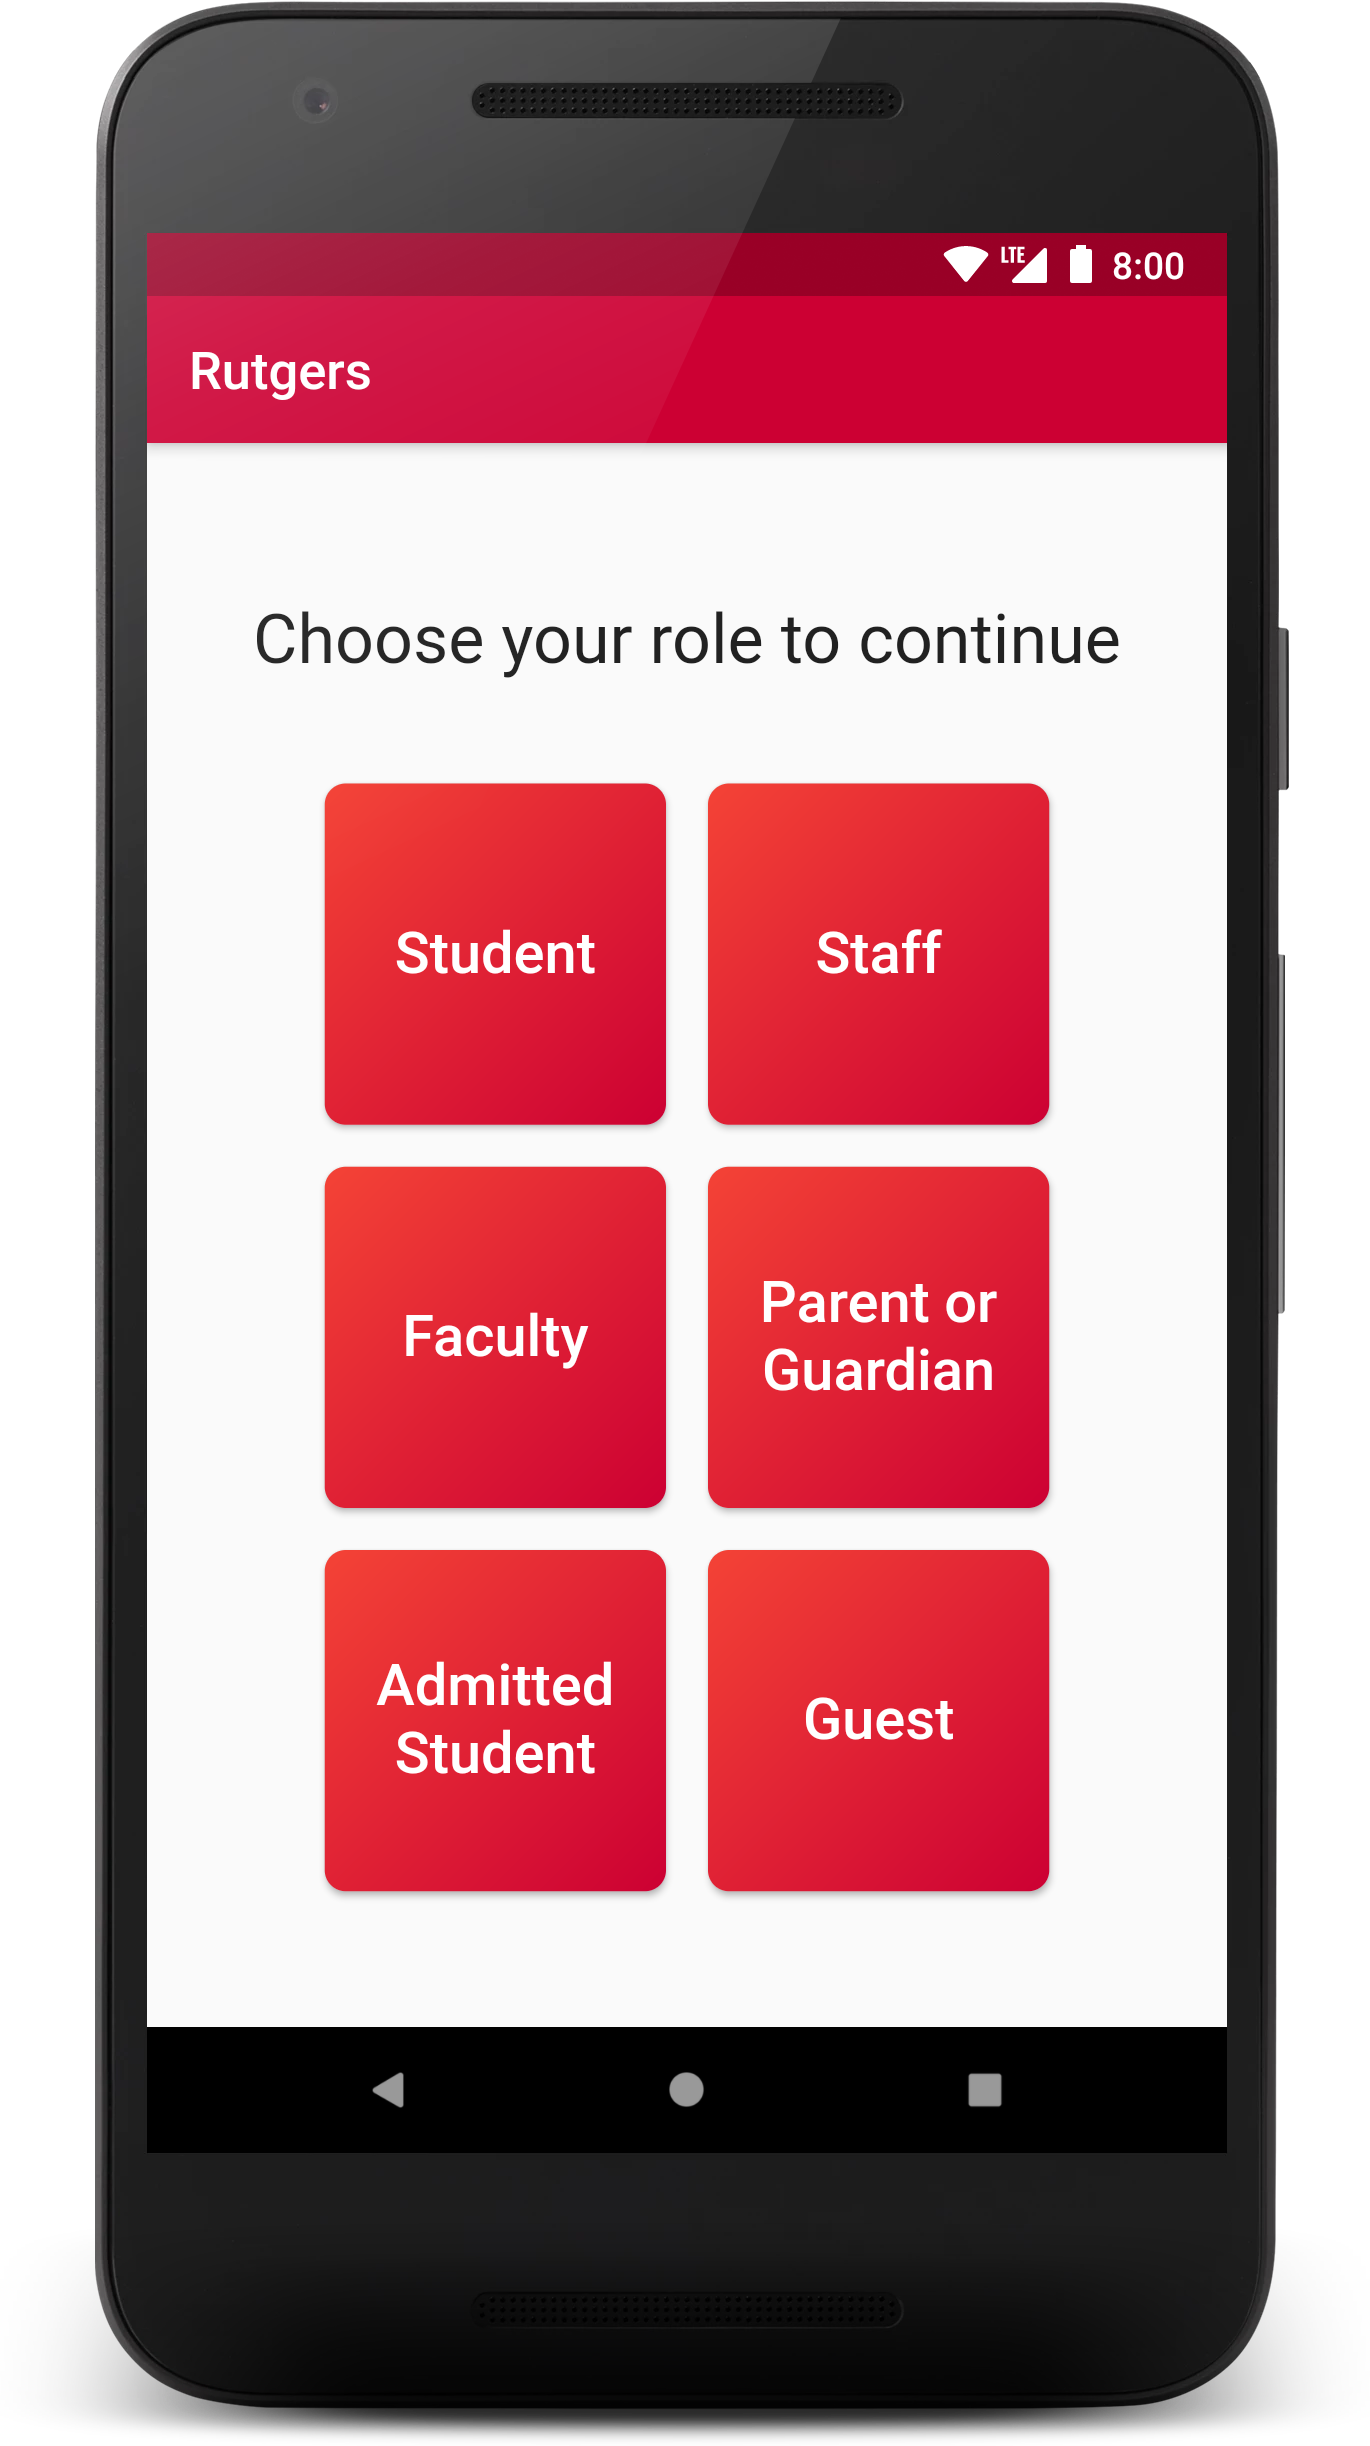 LTE 8:00
Rutgers
Choose your role to continue
Student
Staff
Faculty
Parent or
Guardian
Admitted
Student
Guest